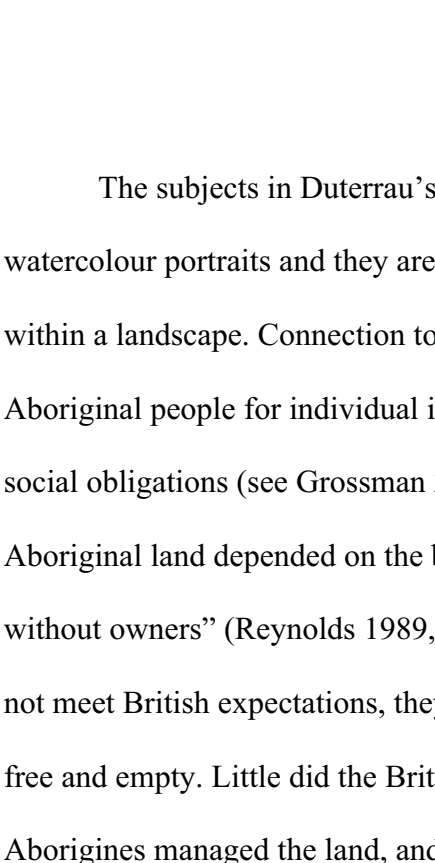 The subjects in Duterrau’s
watercolour portraits and they are
within a landscape. Connection to
Aboriginal people for individual i
social obligations (see Grossman
Aboriginal land depended on the
without owners” (Reynolds 1989,
not meet British expectations, they
free and empty. Little did the Brit
Aborigines managed the land, and